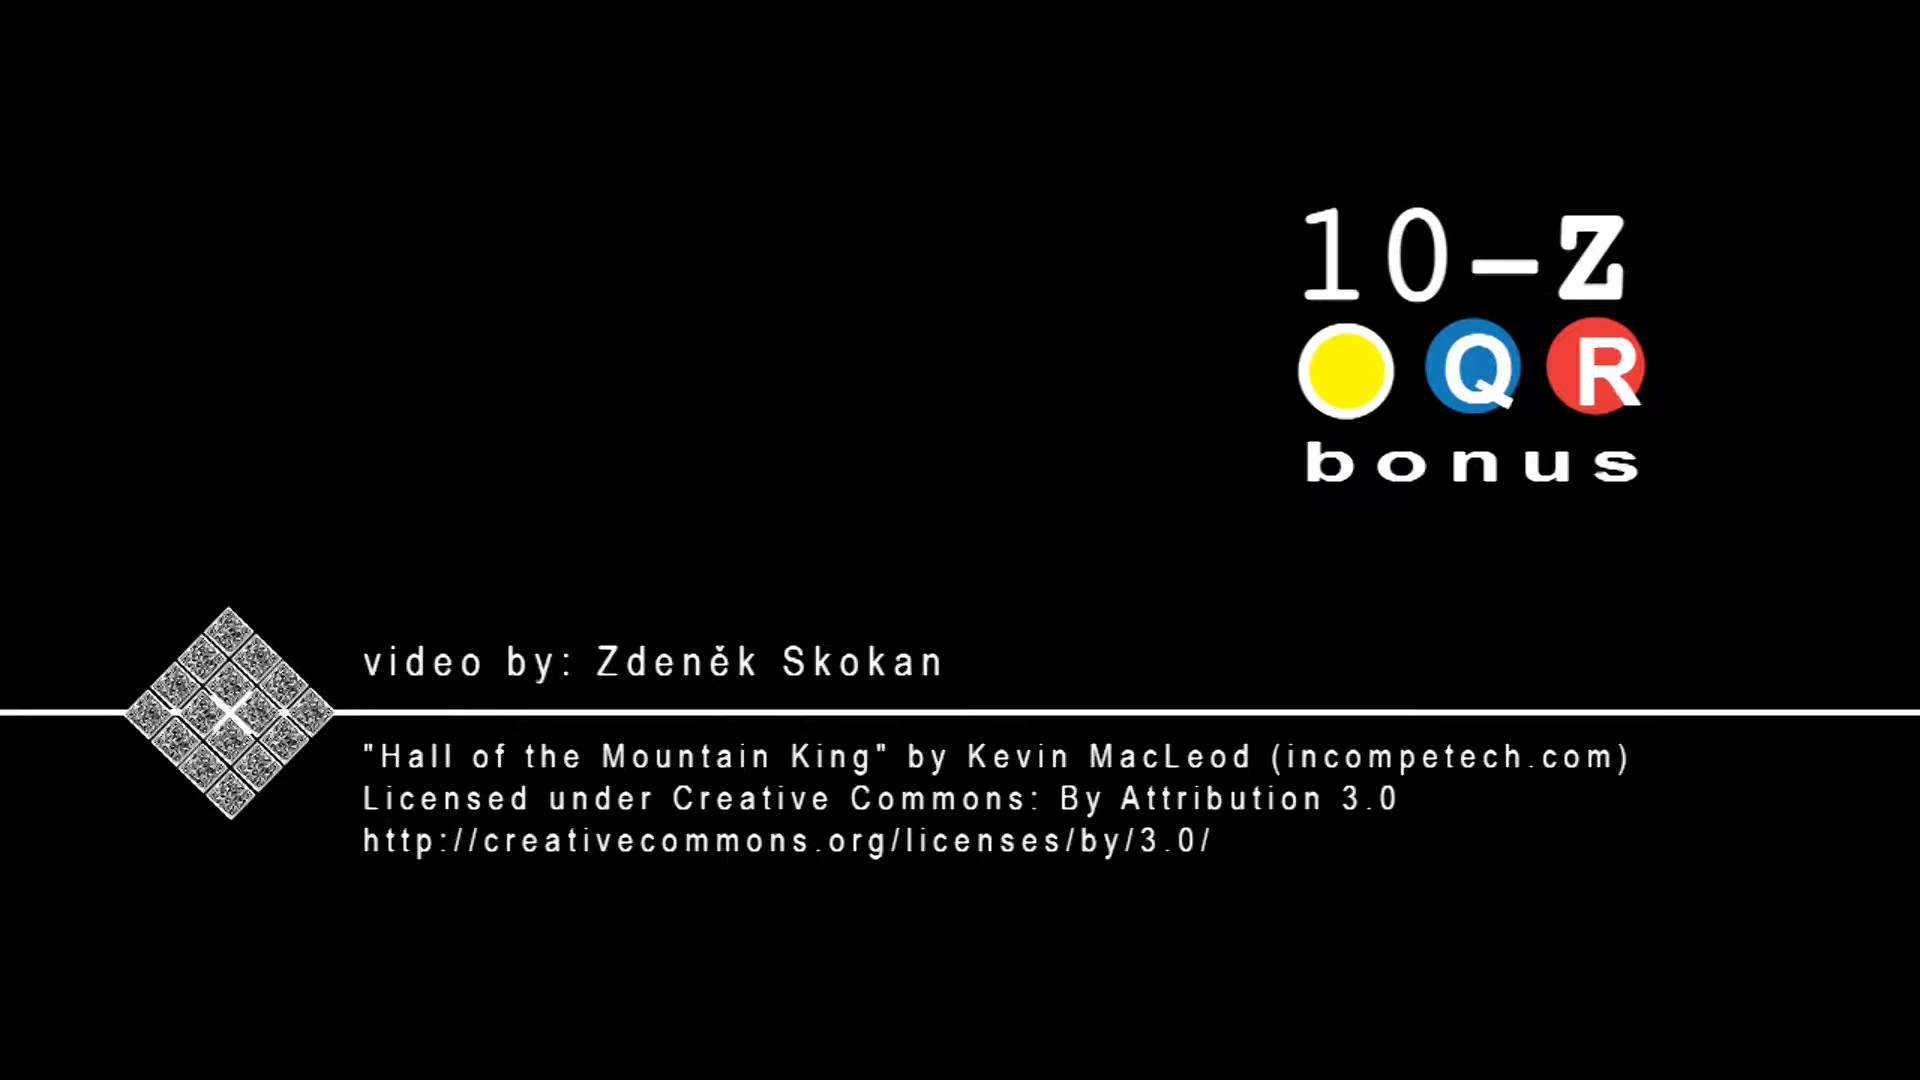 10-Z
Q R
bonus
video by: Zdeněk Skokan
"Hall of the Mountain King" by Kevin MacLeod (incompetech.com)
Licensed under Creative Commons: By Attribution 3.0
http://creativecommons.org/licenses/by/3.0/